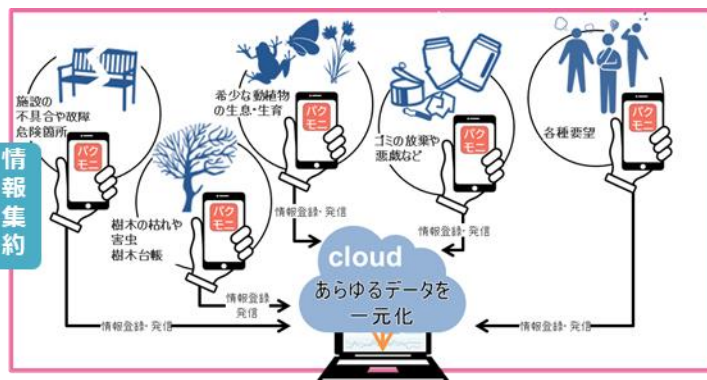 情報集約
施設の
不具合や故障
危険箇所
パク
モニ
樹木の枯れや
害虫
樹木台帳
パク
モニ
希少な動植物
の生息・生育
パク
モニ
ゴミの放棄や
悪戯など
パク
モニ
各種要望
パク
モニ
情報登録・発信
情報登録・発信
情報登録
発信
情報登録・発信
情報登録・発信
cloud
あらゆるデータを
一元化